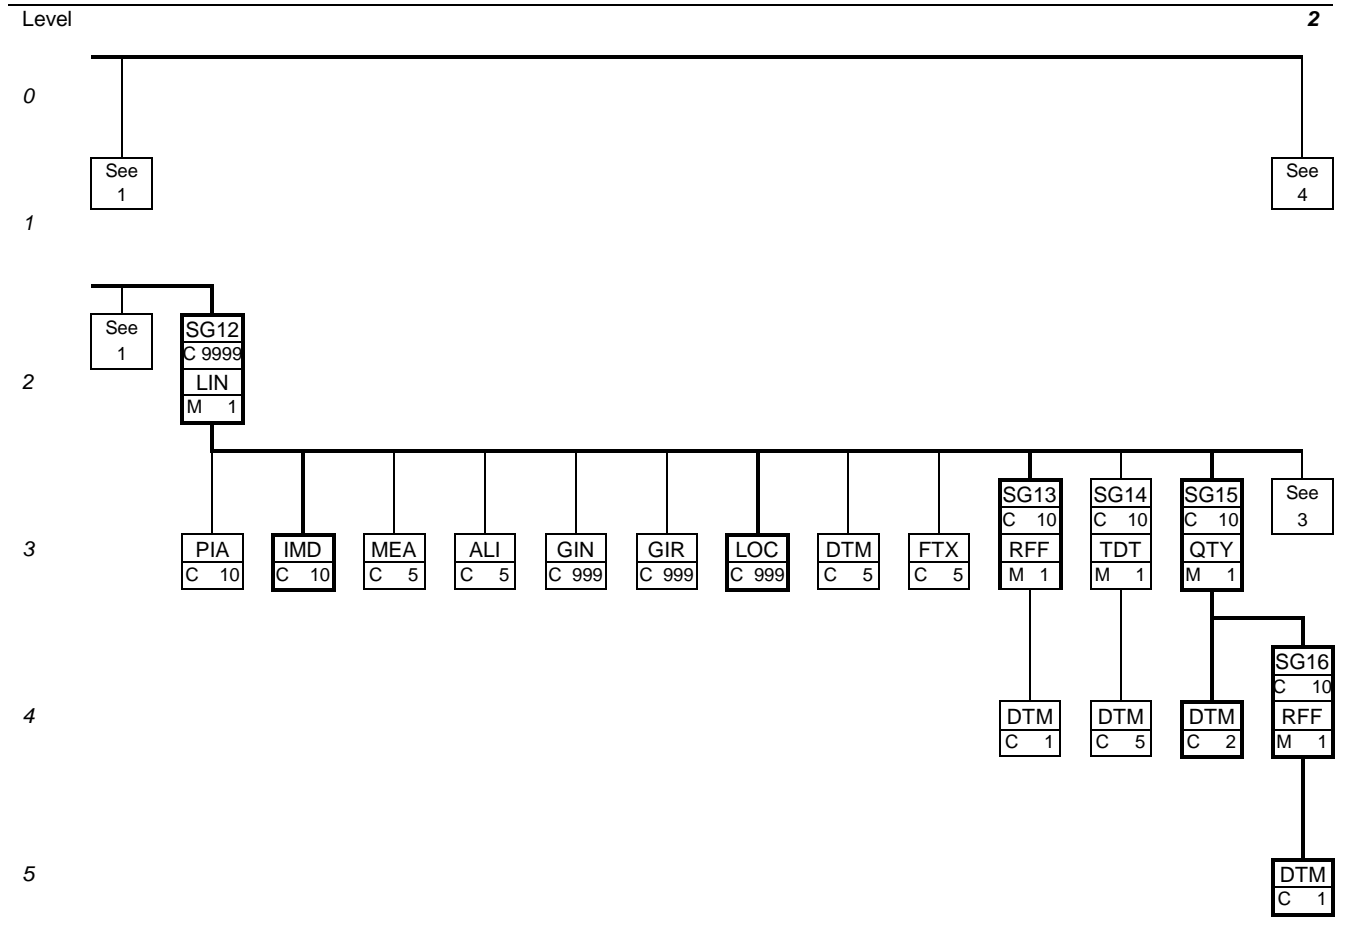 Level 2
0
See See
1 4
1
See SG12
1 C 9999
2 LIN
M 1
SG13 SG14 SG15 See
C 10 C 10 C 10 3
3 PIA IMD MEA ALI GIN GIR LOC DTM FTX RFF TDT QTY
C 10 C 10 C 5 C 5 C 999 C 999 C 999 C 5 C 5 M 1 M 1 M 1
SG16
C 10
4 DTM DTM DTM RFF
C 1 C 5 C 2 M 1
5 DTM
C 1